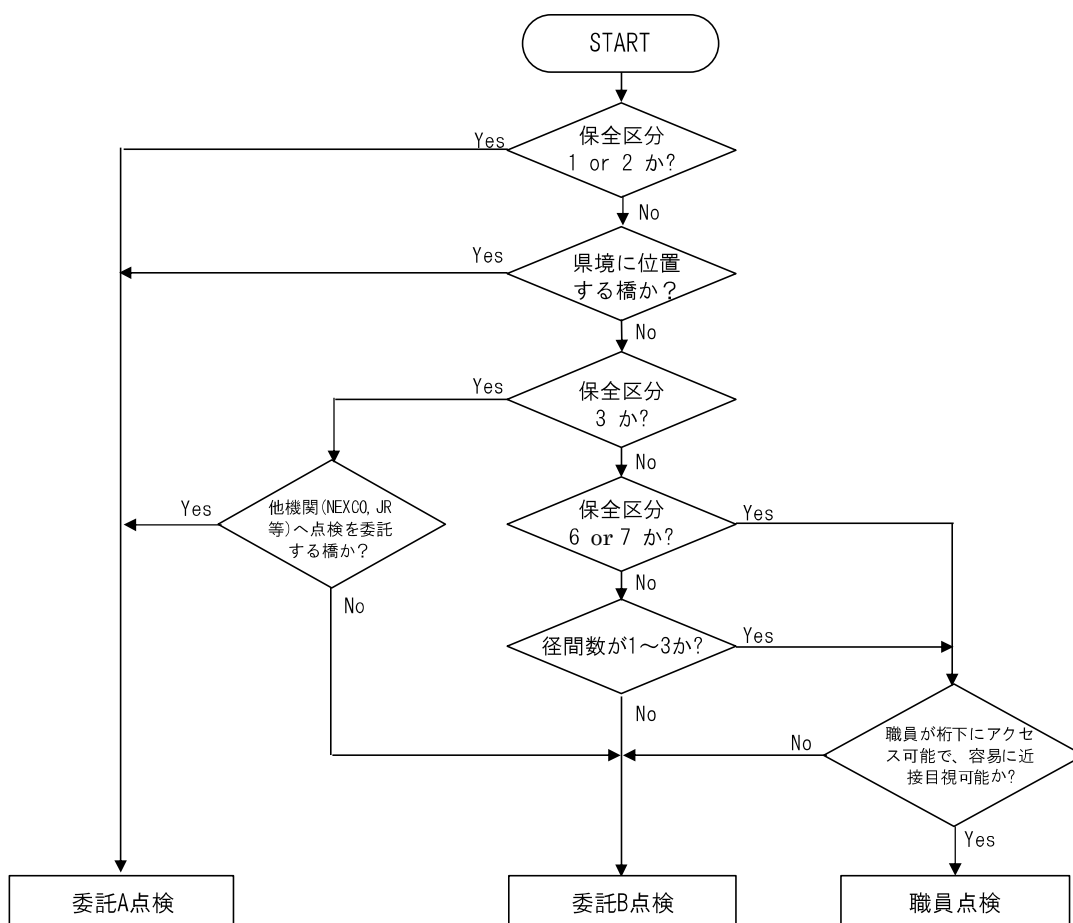 START
保全区分
1 or 2 か?
Yes
No
県境に位置
する橋か？
Yes
No
保全区分
3 か?
Yes
No
他機関(NEXCO, JR
等)へ点検を委託
する橋か？
Yes
No
保全区分
6 or 7 か?
Yes
No
径間数が1～3か?
Yes
No
職員が桁下にアクセ
ス可能で、容易に近
接目視可能か?
No
Yes
委託A点検
委託B点検
職員点検